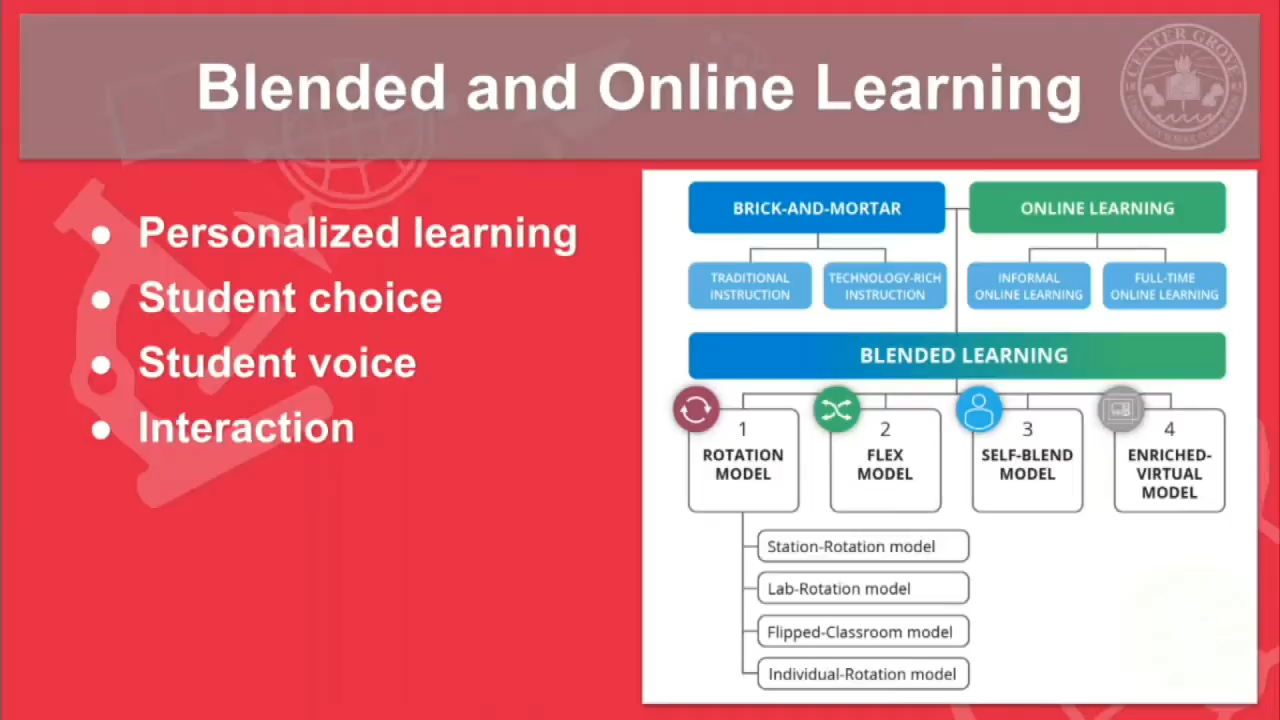 Blended and Online Learning
CENTER GROVE
• Personalized learning
• Student choice
• Student voice
• Interaction
BRICK-AND-MORTAR
ONLINE LEARNING
TRADITIONAL
INSTRUCTION
TECHNOLOGY-RICH
INSTRUCTION
INFORMAL
ONLINE LEARNING
FULL-TIME
ONLINE LEARNING
BLENDED LEARNING
1
ROTATION
MODEL
2
FLEX
MODEL
3
SELF-BLEND
MODEL
4
ENRICHED-
VIRTUAL
MODEL
Station-Rotation model
Lab-Rotation model
Flipped-Classroom model
Individual-Rotation model